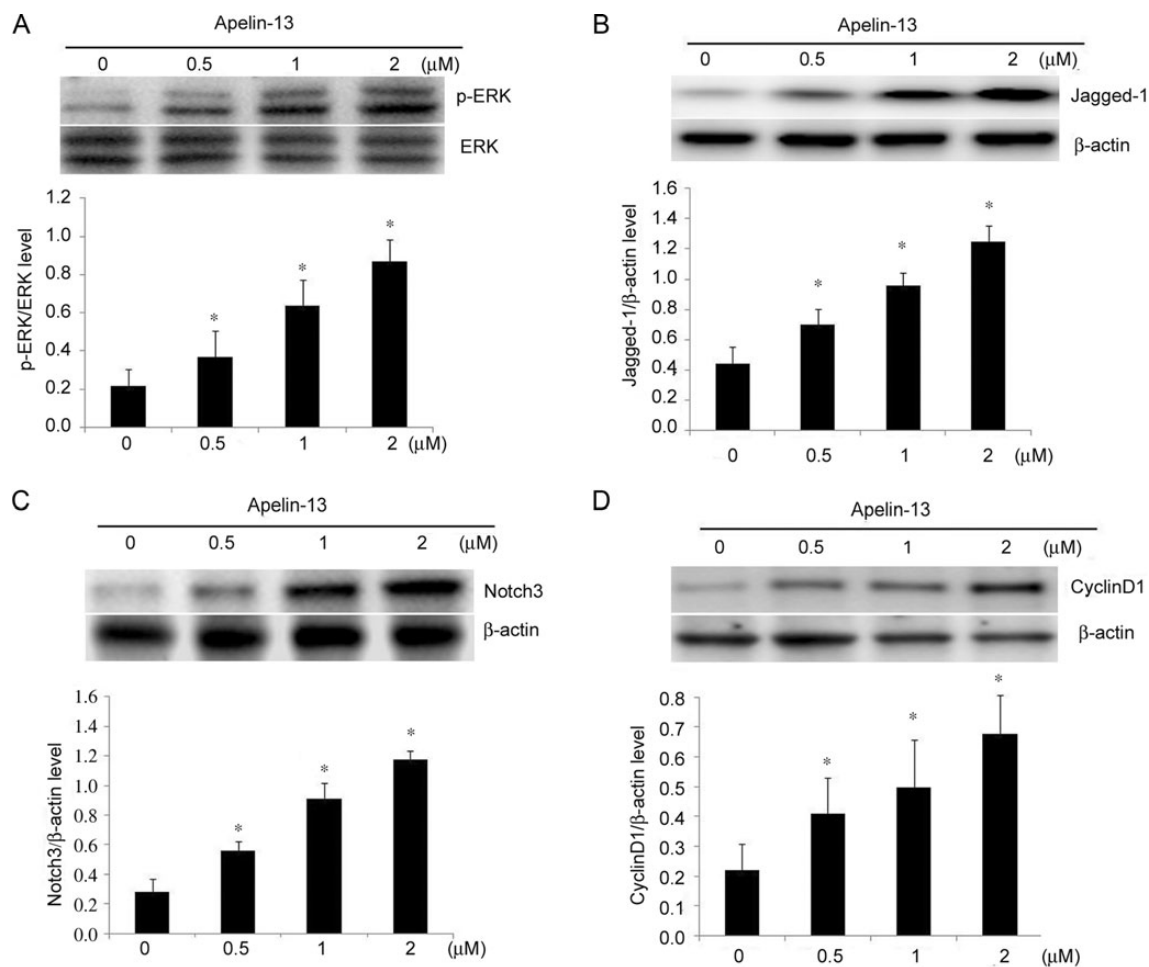 A
Apelin-13
0 0.5 1 2 (μM)
p-ERK
ERK
p-ERK/ERK level
1.2
1.0
0.8
0.6
0.4
0.2
0.0
*
*
*
0 0.5 1 2 (μM)
B
Apelin-13
0 0.5 1 2 (μM)
Jagged-1
β-actin
Jagged-1/β-actin level
1.6
1.4
1.2
1.0
0.8
0.6
0.4
0.2
0.0
*
*
*
0 0.5 1 2 (μM)
C
Apelin-13
0 0.5 1 2 (μM)
Notch3
β-actin
Notch3/β-actin level
1.6
1.4
1.2
1.0
0.8
0.6
0.4
0.2
0.0
*
*
*
0 0.5 1 2 (μM)
D
Apelin-13
0 0.5 1 2 (μM)
CyclinD1
β-actin
CyclinD1/β-actin level
0.8
0.7
0.6
0.5
0.4
0.3
0.2
0.1
0.0
*
*
*
0 0.5 1 2 (μM)